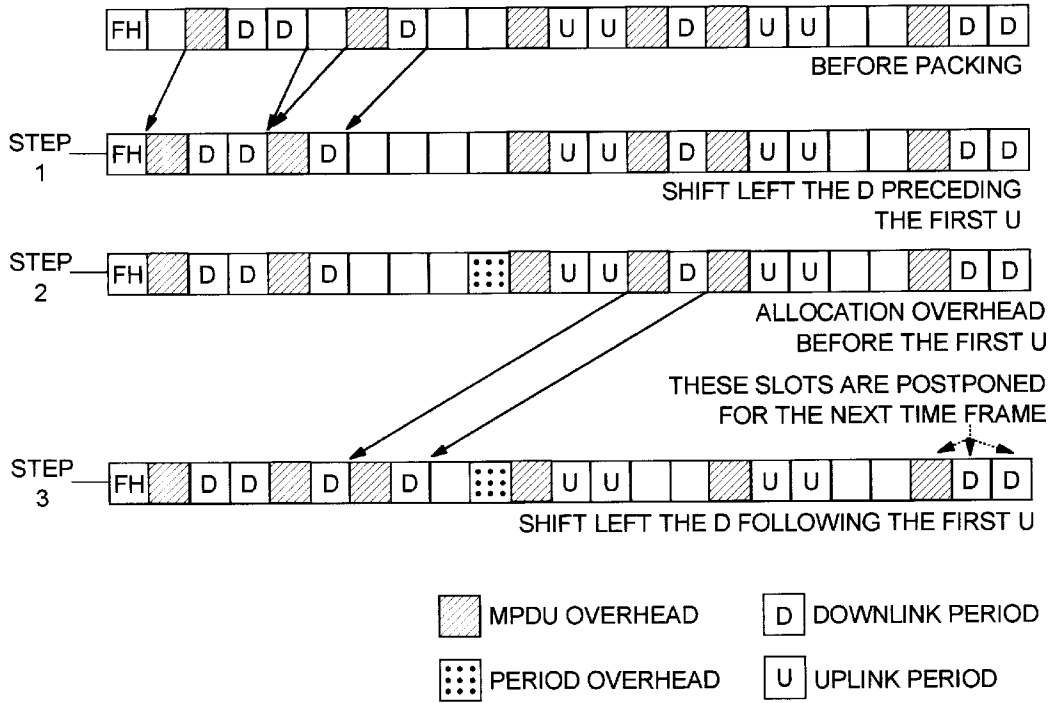 FH D D D U U D U U D D
BEFORE PACKING
STEP 1 FH D D D U U D U U D D
SHIFT LEFT THE D PRECEDING
THE FIRST U
STEP 2 FH D D D U U D U U D D
ALLOCATION OVERHEAD
BEFORE THE FIRST U
THESE SLOTS ARE POSTPONED
FOR THE NEXT TIME FRAME
STEP 3 FH D D D D U U U U D D
SHIFT LEFT THE D FOLLOWING THE FIRST U
MPDU OVERHEAD
D DOWNLINK PERIOD
PERIOD OVERHEAD
U UPLINK PERIOD